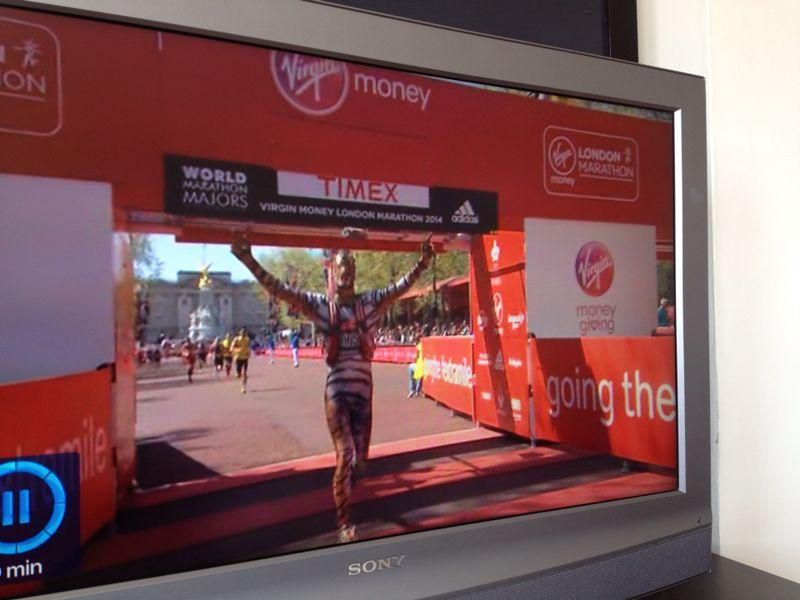 ON
Virgin money
WORLD
MARATHON
MAJORS
TIMEX
VIRGIN MONEY LONDON MARATHON 2014
adidas
Virgin
money
LONDON
MARATHON
Virgin
money
giving
going the
mile
min
SONY